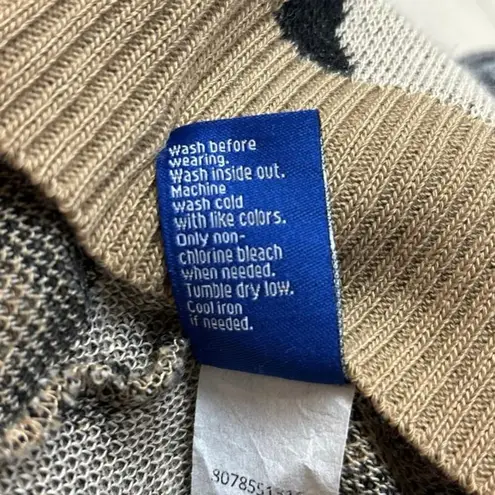 Wash before
wearing.
Wash inside out.
Machine
wash cold
with like colors.
Only non-
chlorine bleach
when needed.
Tumble dry low.
Cool iron
if needed.